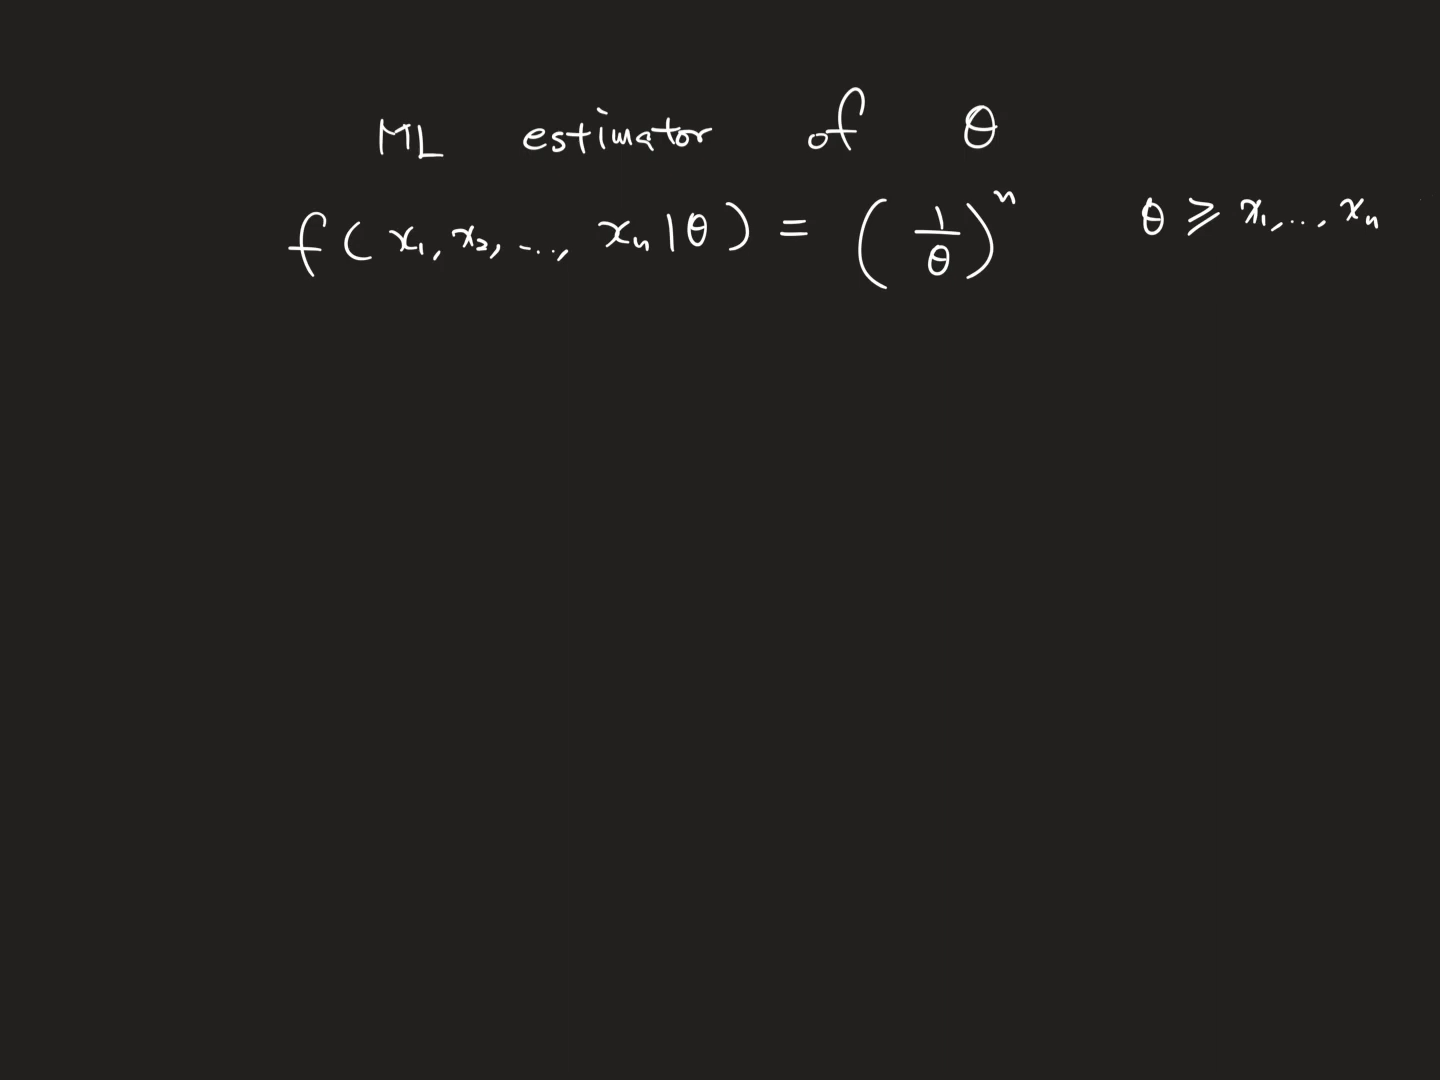 ML estimator of θ
f(x₁, x₂, ..., xₙ|θ) = (1/θ)ⁿ θ ⩾ x₁, ..., xₙ